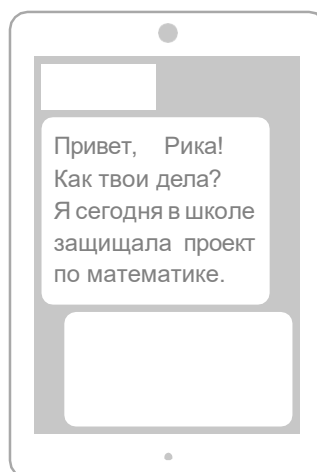 Привет, Рика!
Как твои дела?
Я сегодня в школе
защищала проект
по математике.